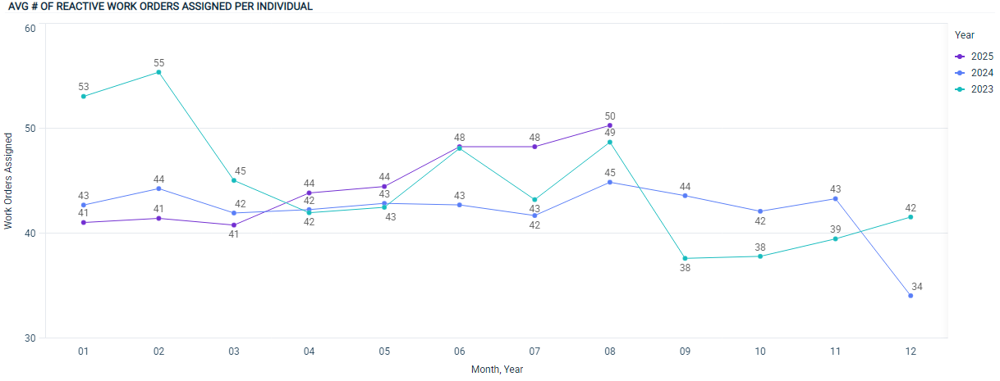 AVG # OF REACTIVE WORK ORDERS ASSIGNED PER INDIVIDUAL
Year
2025
2024
2023
Work Orders Assigned
60
50
40
30
53 55 45 42 43 48 43 49 38 38 39 42
43 44 42 42 43 43 42 45 44 42 43 34
41 41 41 44 44 48 48 50
01 02 03 04 05 06 07 08 09 10 11 12
Month, Year